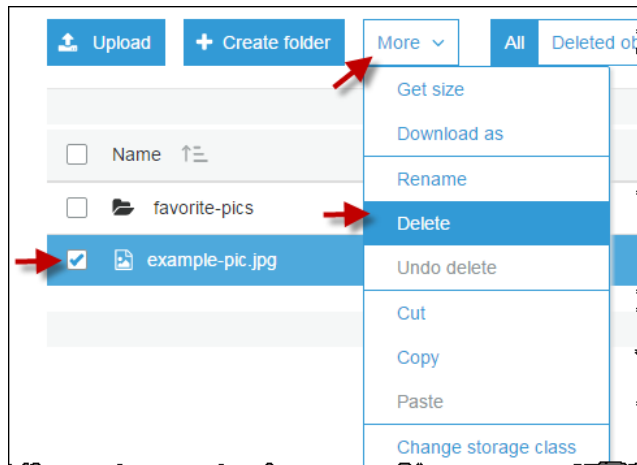 Upload + Create folder More All Deleted
Get size
Download as
Name
Rename
favorite-pics
Delete
example-pic.jpg
Undo delete
Cut
Copy
Paste
Change storage class